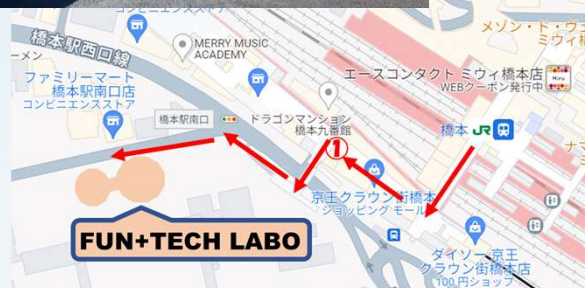 コンビニエンスストア
橋本駅西口線
MERRY MUSIC
ACADEMY
メゾン・ド・ウ
ミウィ
ーメン
ファミリーマート
橋本駅南口店
コンビニエンスストア
エースコンタクト ミウィ橋本店
WEBクーポン発行中
橋本駅南口
ドラゴンマンション
橋本九番館
①
橋本 JR
ナマ
京王クラウン街橋本
ショッピング モール
FUN+TECH LABO
ダイソー 京王
クラウン街橋本店
100 円ショップ